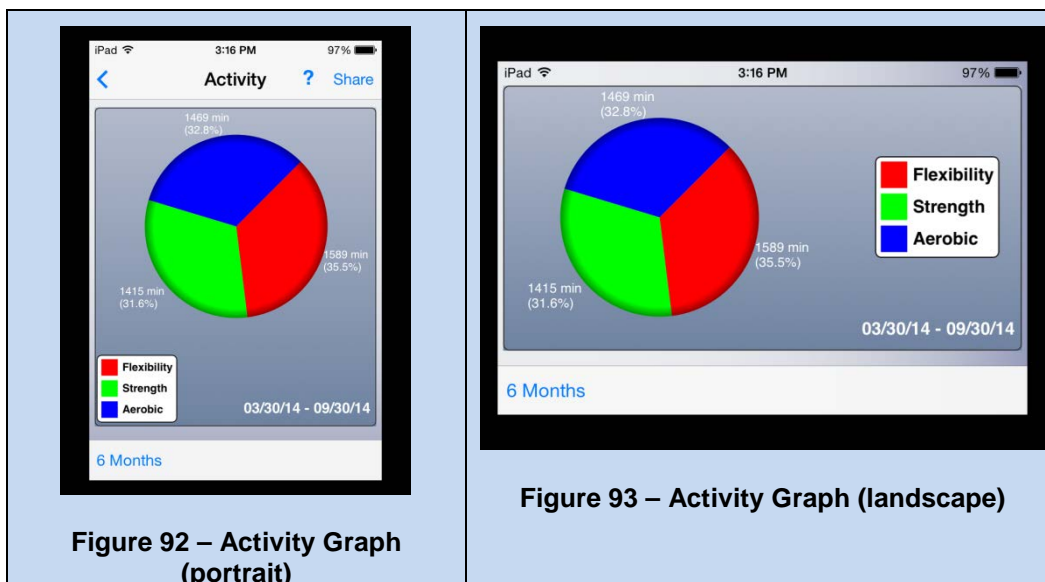 iPad 3:16 PM 97%
Activity ? Share
1469 min
(32.8%)
1589 min
(35.5%)
1415 min
(31.6%)
Flexibility
Strength
Aerobic
03/30/14 - 09/30/14
6 Months
Figure 92 – Activity Graph
(portrait)
iPad 3:16 PM 97%
1469 min
(32.8%)
Flexibility
Strength
Aerobic
1589 min
(35.5%)
1415 min
(31.6%)
03/30/14 - 09/30/14
6 Months
Figure 93 – Activity Graph (landscape)